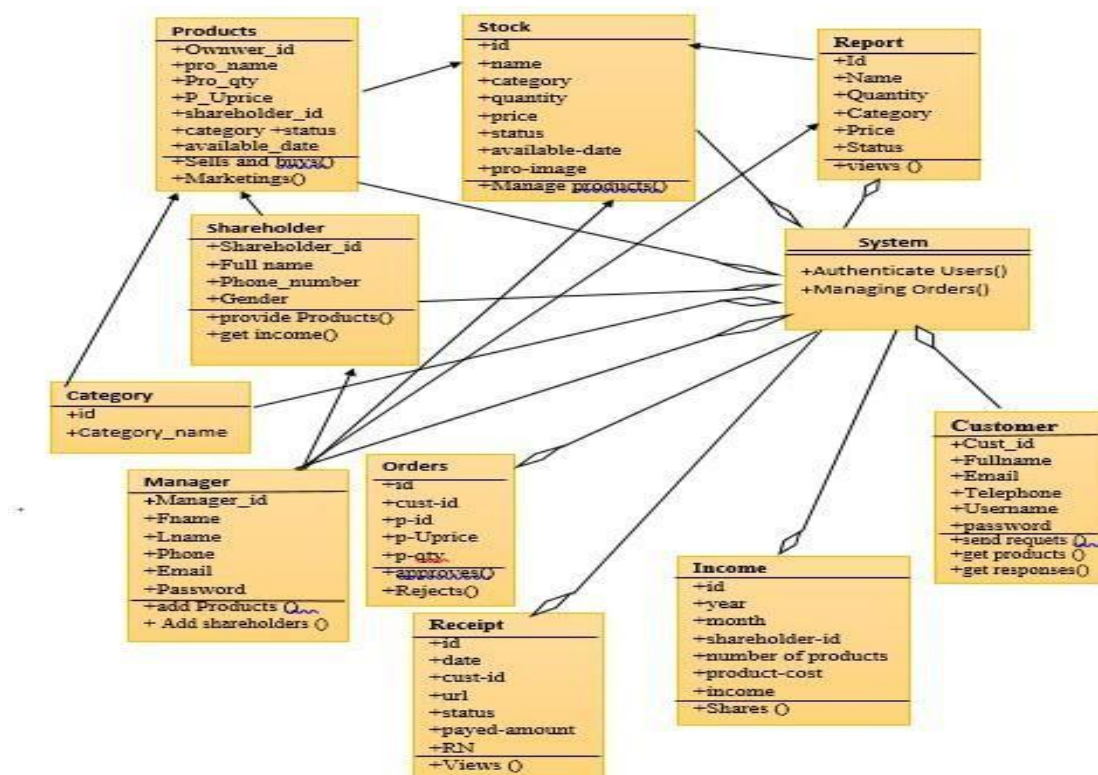 Products
+Ownwer_id
+pro_name
+Pro_qty
+P_Uprice
+shareholder_id
+category +status
+available_date
+Sells and buys()
+Marketings()
Stock
+id
+name
+category
+quantity
+price
+status
+available-date
+pro-image
+Manage products()
Report
+Id
+Name
+Quantity
+Category
+Price
+Status
+views ()
Shareholder
+Shareholder_id
+Full name
+Phone_number
+Gender
+provide Products()
+get income()
System
+Authenticate Users()
+Managing Orders()
Category
+id
+Category_name
Manager
+Manager_id
+Fname
+Lname
+Phone
+Email
+Password
+add Products ()
+ Add shareholders ()
Orders
+id
+cust-id
+p-id
+p-Uprice
+p-qty
+approves()
+Rejects()
Receipt
+id
+date
+cust-id
+url
+status
+payed-amount
+RN
+Views ()
Income
+id
+year
+month
+shareholder-id
+number of products
+product-cost
+income
+Shares ()
Customer
+Cust_id
+Fullname
+Email
+Telephone
+Username
+password
+send requets ()
+get products ()
+get responses()